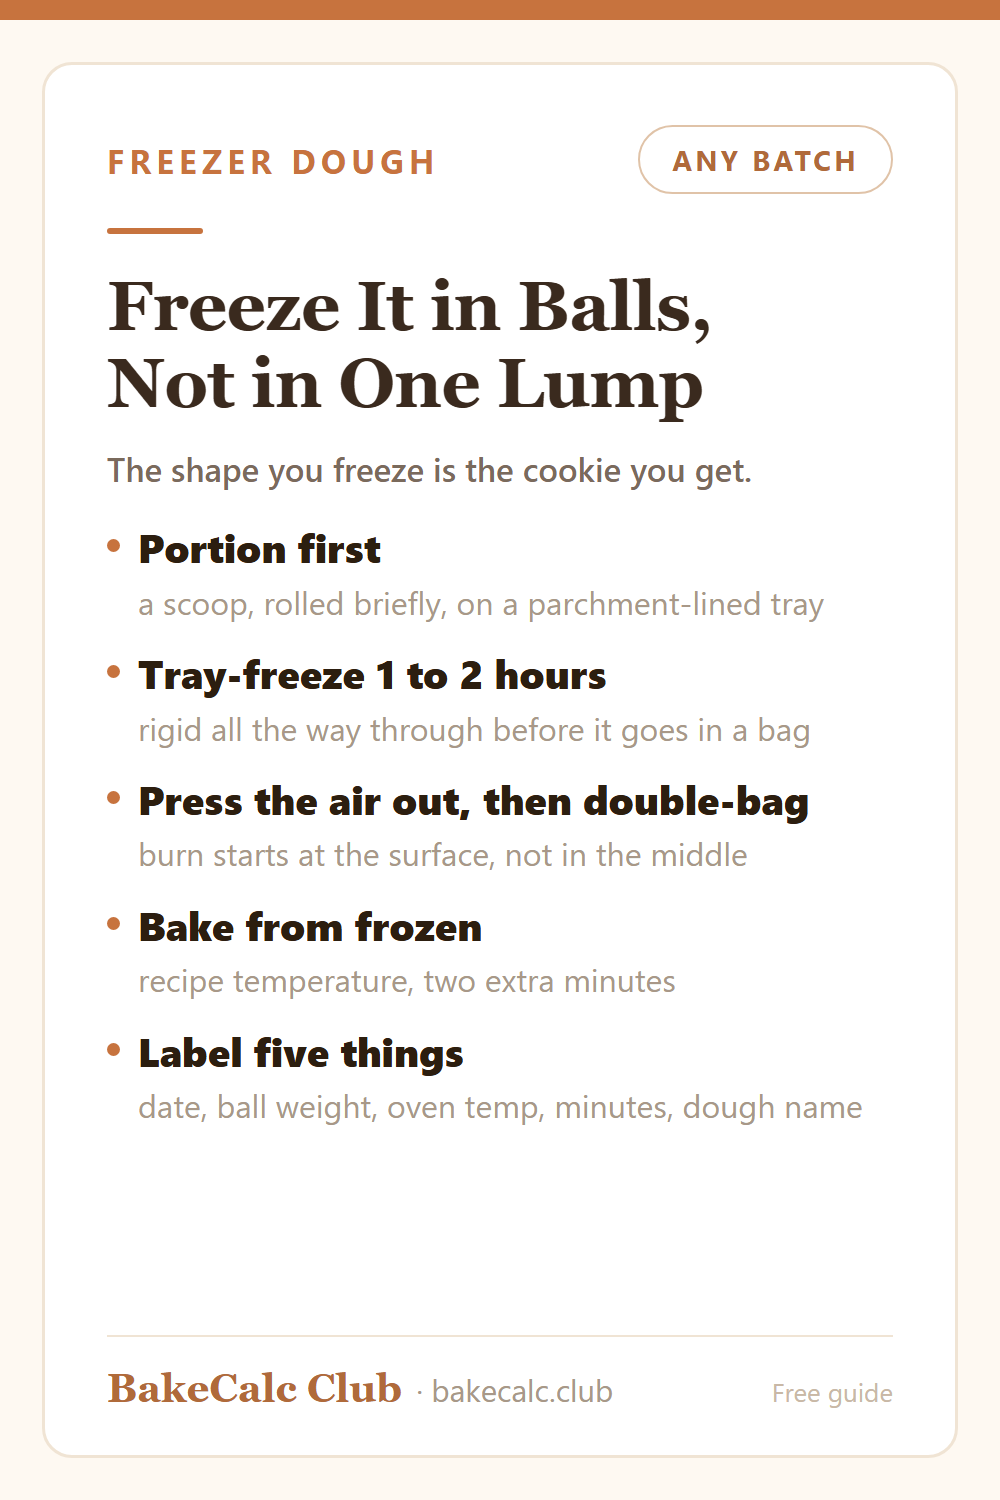 FREEZER DOUGH
ANY BATCH
Freeze It in Balls,
Not in One Lump
The shape you freeze is the cookie you get.
• Portion first
a scoop, rolled briefly, on a parchment-lined tray
• Tray-freeze 1 to 2 hours
rigid all the way through before it goes in a bag
• Press the air out, then double-bag
burn starts at the surface, not in the middle
• Bake from frozen
recipe temperature, two extra minutes
• Label five things
date, ball weight, oven temp, minutes, dough name
BakeCalc Club · bakecalc.club
Free guide